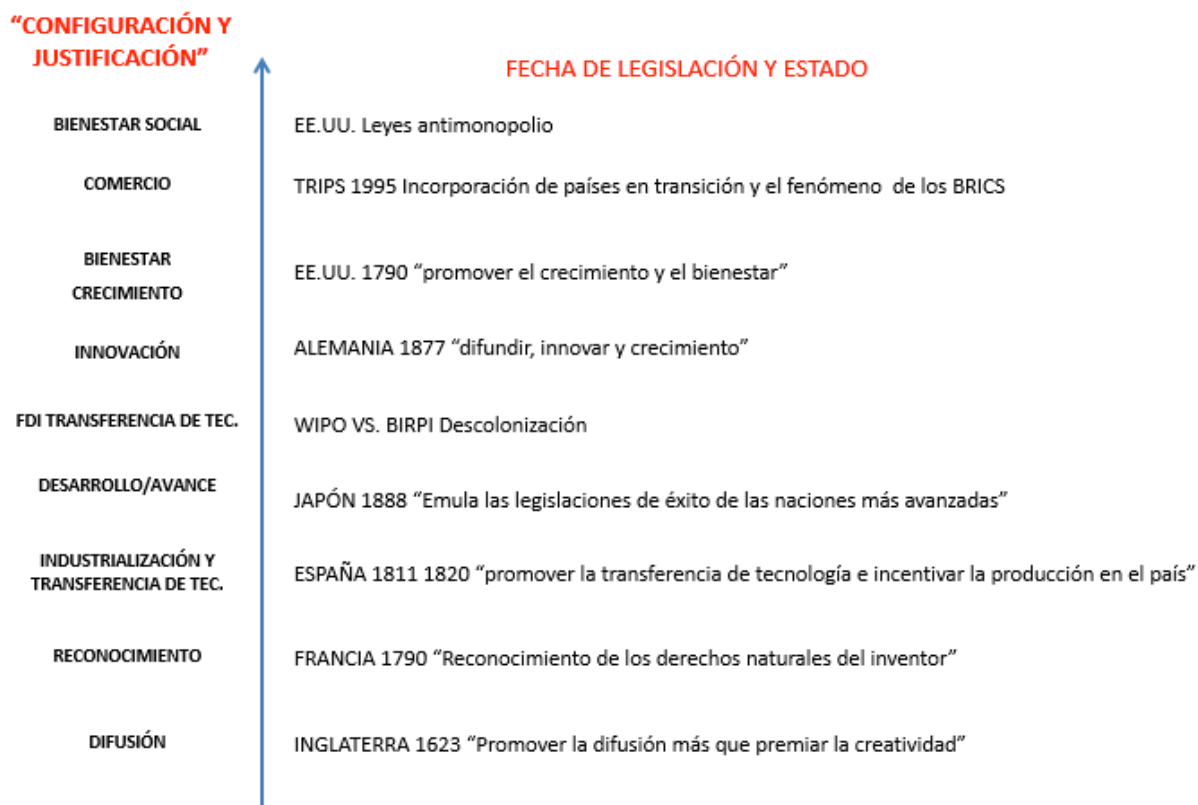 “CONFIGURACIÓN Y
JUSTIFICACIÓN”
FECHA DE LEGISLACIÓN Y ESTADO
BIENESTAR SOCIAL
EE.UU. Leyes antimonopolio
COMERCIO
TRIPS 1995 Incorporación de países en transición y el fenómeno de los BRICS
BIENESTAR
CRECIMIENTO
EE.UU. 1790 “promover el crecimiento y el bienestar”
INNOVACIÓN
ALEMANIA 1877 “difundir, innovar y crecimiento”
FDI TRANSFERENCIA DE TEC.
WIPO VS. BIRPI Descolonización
DESARROLLO/AVANCE
JAPÓN 1888 “Emula las legislaciones de éxito de las naciones más avanzadas”
INDUSTRIALIZACIÓN Y
TRANSFERENCIA DE TEC.
ESPAÑA 1811 1820 “promover la transferencia de tecnología e incentivar la producción en el país”
RECONOCIMIENTO
FRANCIA 1790 “Reconocimiento de los derechos naturales del inventor”
DIFUSIÓN
INGLATERRA 1623 “Promover la difusión más que premiar la creatividad”